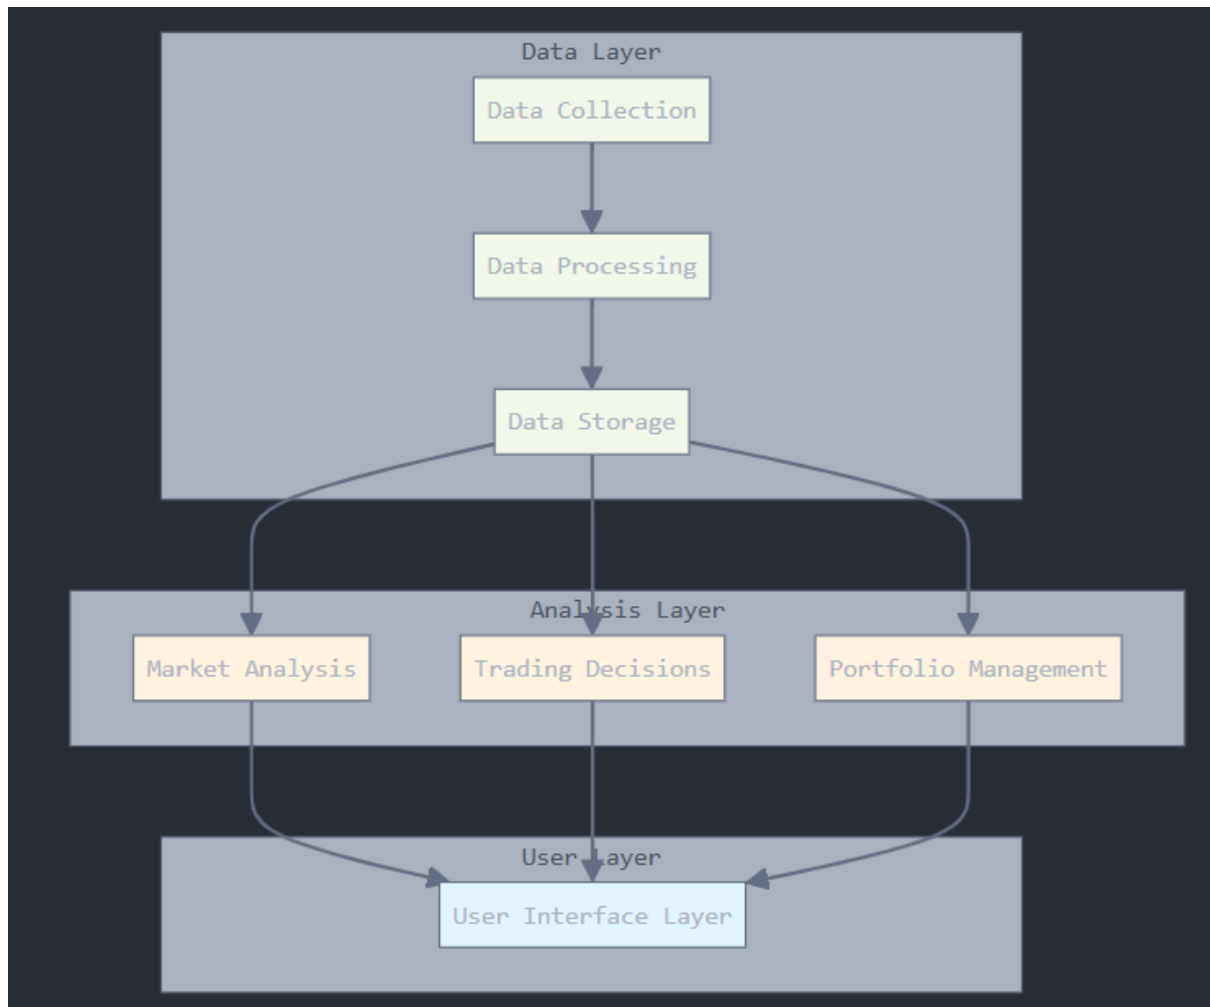 Data Layer
Data Collection
Data Processing
Data Storage
Analysis Layer
Market Analysis
Trading Decisions
Portfolio Management
User Layer
User Interface Layer